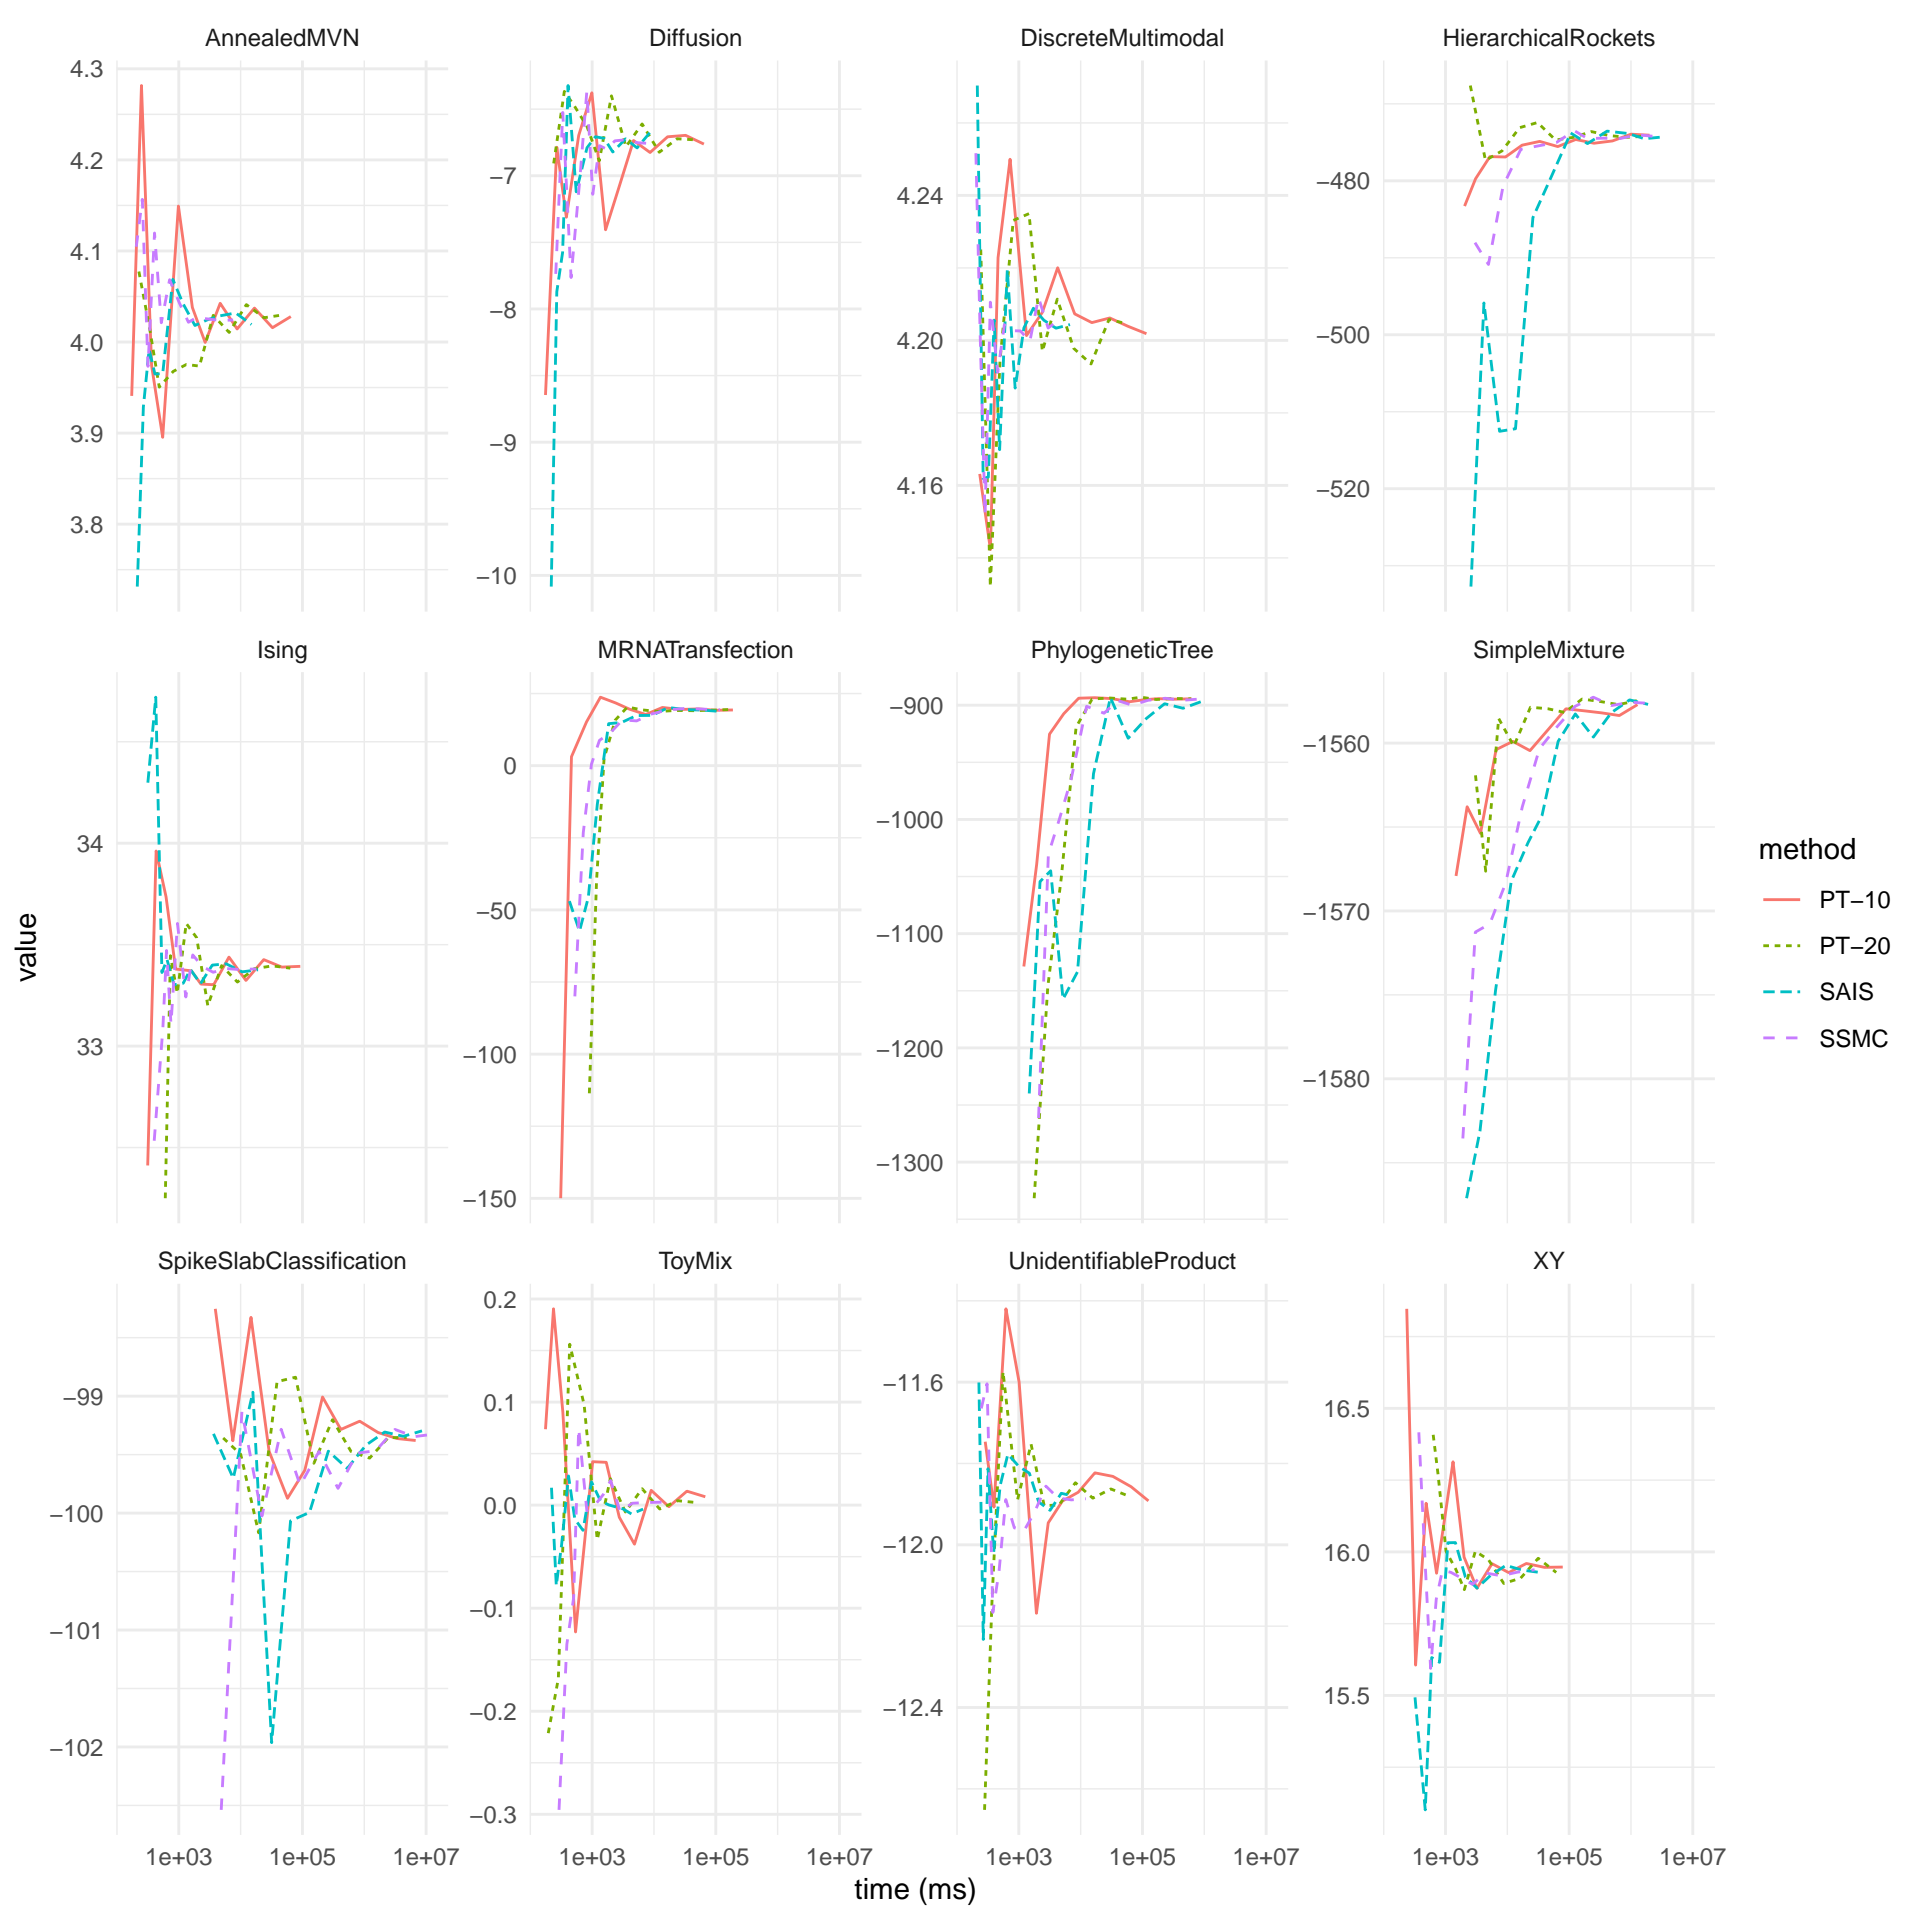 AnnealedMVN
Diffusion
DiscreteMultimodal
HierarchicalRockets
4.3
4.2
4.1
4.0
3.9
3.8
−7
−8
−9
−10
4.24
4.20
4.16
−480
−500
−520
Ising
MRNATransfection
PhylogeneticTree
SimpleMixture
34
33
0
−50
−100
−150
−900
−1000
−1100
−1200
−1300
−1560
−1570
−1580
SpikeSlabClassification
ToyMix
UnidentifiableProduct
XY
−99
−100
−101
−102
0.2
0.1
0.0
−0.1
−0.2
−0.3
−11.6
−12.0
−12.4
16.5
16.0
15.5
1e+03 1e+05 1e+07
1e+03 1e+05 1e+07
1e+03 1e+05 1e+07
1e+03 1e+05 1e+07
time (ms)
value
method
PT−10
PT−20
SAIS
SSMC